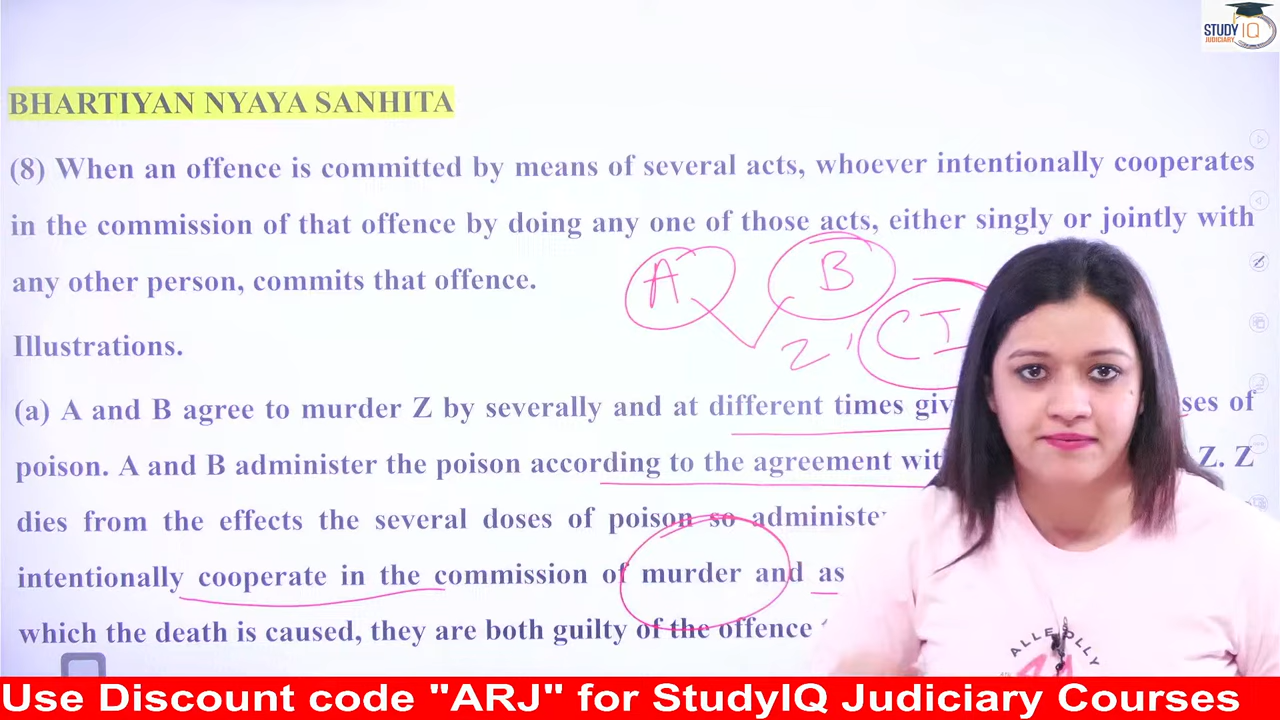 STUDY IQ
JUDICIARY
BHARTIYAN NYAYA SANHITA
(8) When an offence is committed by means of several acts, whoever intentionally cooperates
in the commission of that offence by doing any one of those acts, either singly or jointly with
any other person, commits that offence.
A B
Z' CI
Illustrations.
(a) A and B agree to murder Z by severally and at different times giv ses of
poison. A and B administer the poison according to the agreement wit Z. Z
dies from the effects the several doses of poison so administe
intentionally cooperate in the commission of murder and as
which the death is caused, they are both guilty of the offence
ALLE OLLY
Use Discount code "ARJ" for StudyIQ Judiciary Courses